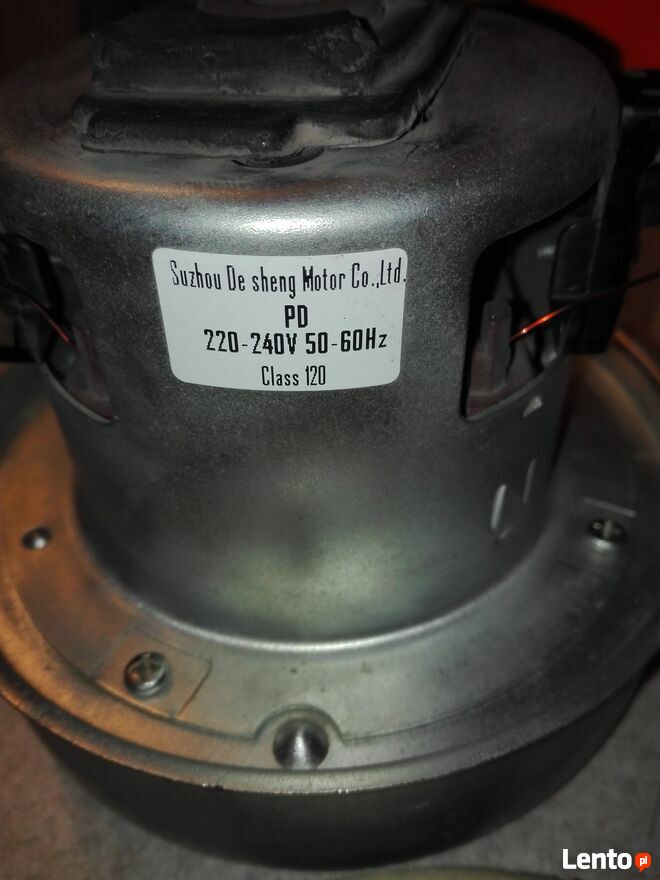 Suzhou De sheng Motor Co.,Ltd.
PD
220-240V 50-60Hz
Class 120
Lento.pl